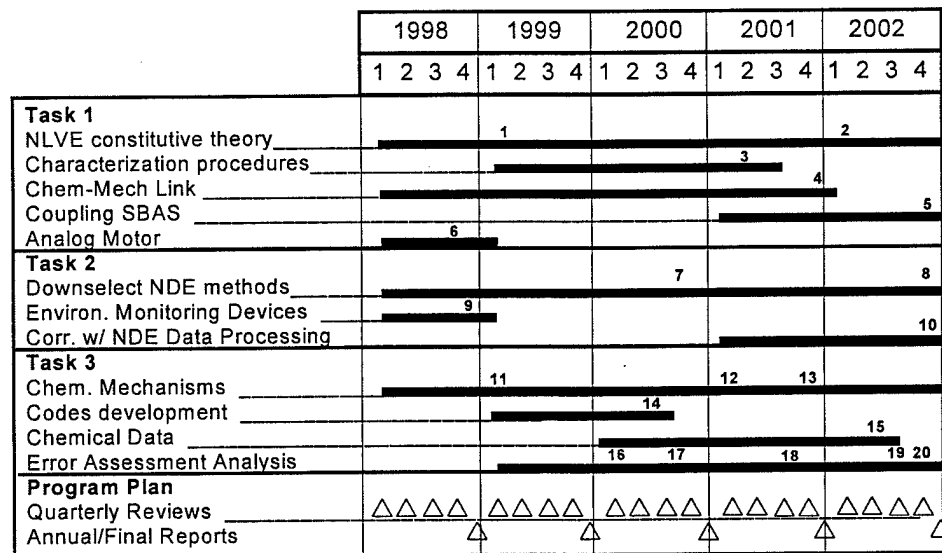 1998 1999 2000 2001 2002
1 2 3 4 1 2 3 4 1 2 3 4 1 2 3 4 1 2 3 4
Task 1
NLVE constitutive theory 1 2
Characterization procedures 3
Chem-Mech Link 4
Coupling SBAS 5
Analog Motor 6
Task 2
Downselect NDE methods 7 8
Environ. Monitoring Devices 9
Corr. w/ NDE Data Processing 10
Task 3
Chem. Mechanisms 11 12 13
Codes development 14
Chemical Data 15
Error Assessment Analysis 16 17 18 19 20
Program Plan
Quarterly Reviews
Annual/Final Reports